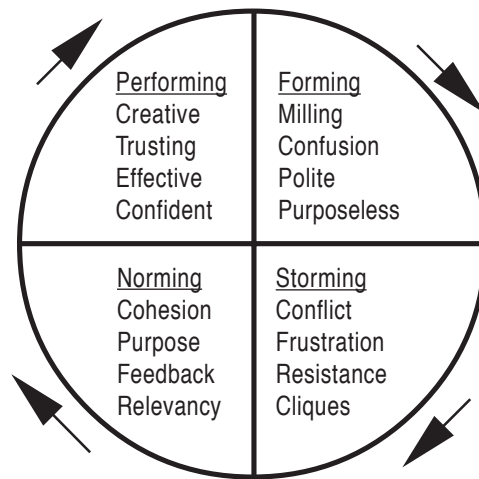 Performing
Creative
Trusting
Effective
Confident
Forming
Milling
Confusion
Polite
Purposeless
Norming
Cohesion
Purpose
Feedback
Relevancy
Storming
Conflict
Frustration
Resistance
Cliques